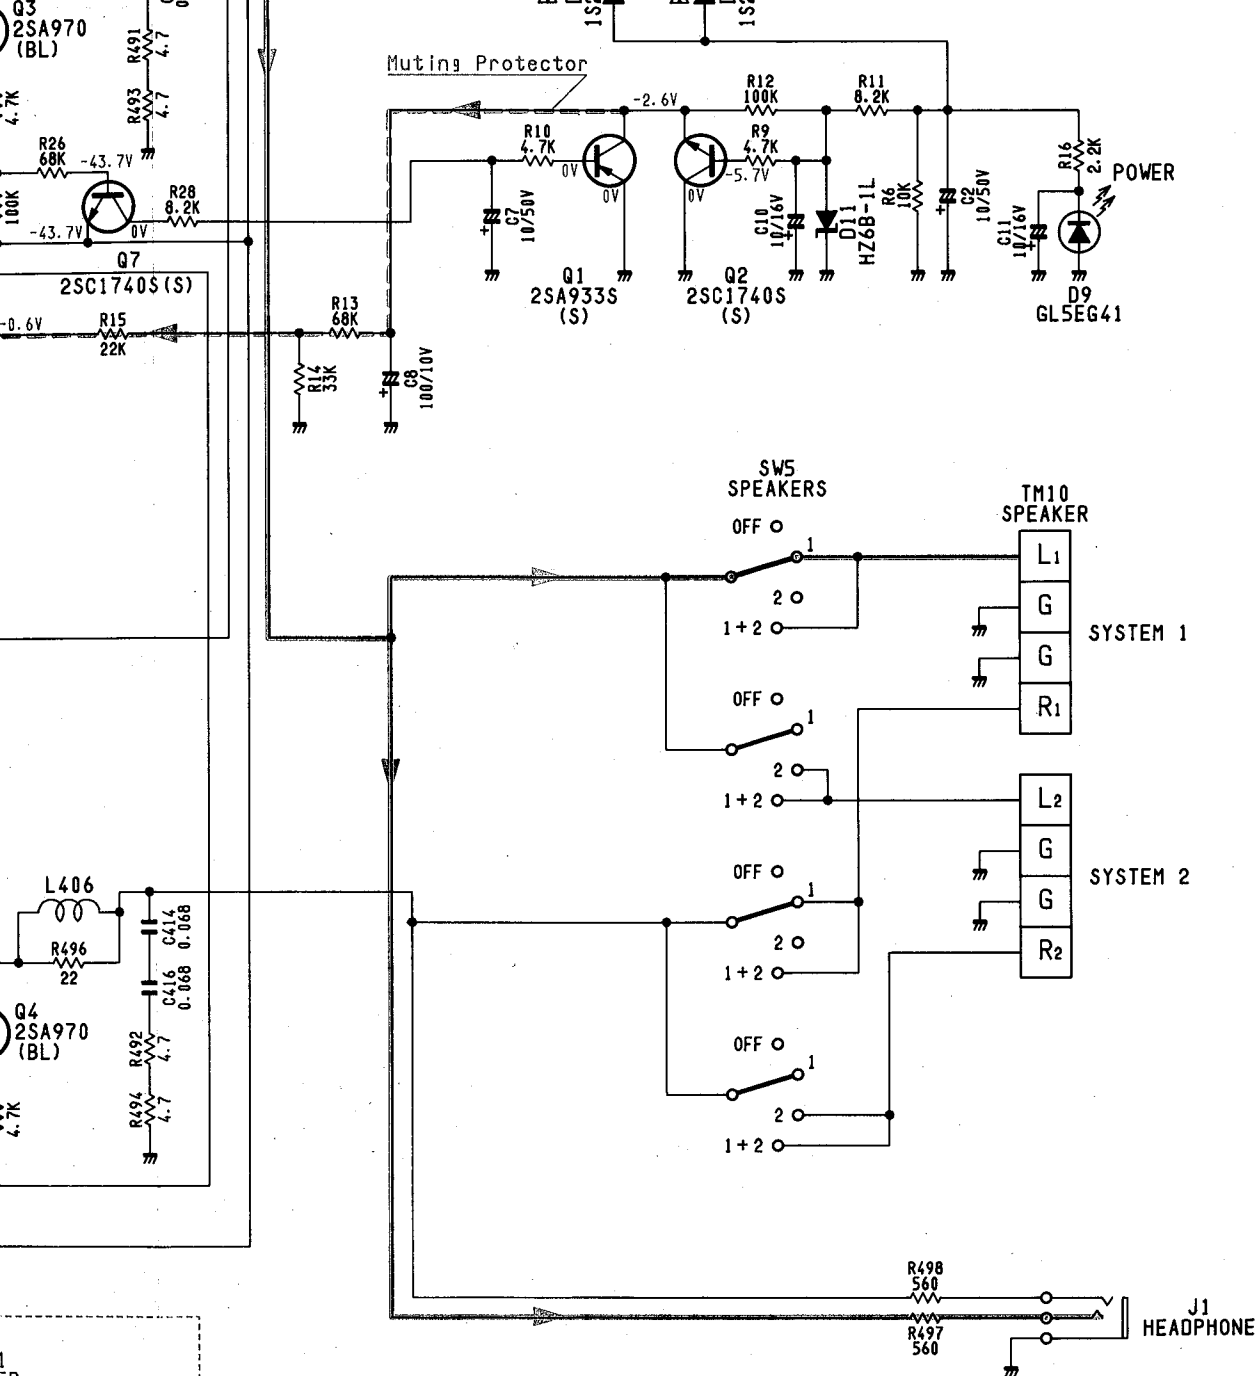 Q3
2SA970
(BL)
R491
4.7
R493
4.7
4.7K
1S2
1S2
Muting Protector
-2.6V
R12
100K
R11
8.2K
R10
4.7K
0V
R9
4.7K
-5.7V
0V
0V
R26
68K
-43.7V
100K
R28
8.2K
-43.7V
0V
Q7
2SC1740S(S)
C7
10/50V
Q1
2SA933S
(S)
Q2
2SC1740S
(S)
C10
10/16V
D11
HZ6B-1L
R6
10K
C2
10/50V
R16
2.2K
POWER
C11
10/16V
D9
GL5EG41
-0.6V
R15
22K
R13
68K
R14
33K
C8
100/10V
SW5
SPEAKERS
TM10
SPEAKER
OFF
1
2
1+2
L1
G
G
R1
SYSTEM 1
OFF
1
2
1+2
L2
G
G
R2
SYSTEM 2
OFF
1
2
1+2
OFF
1
2
1+2
L406
R496
22
C414
0.068
C416
0.068
Q4
2SA970
(BL)
R492
4.7
R494
4.7
4.7K
R498
560
R497
560
J1
HEADPHONE
1